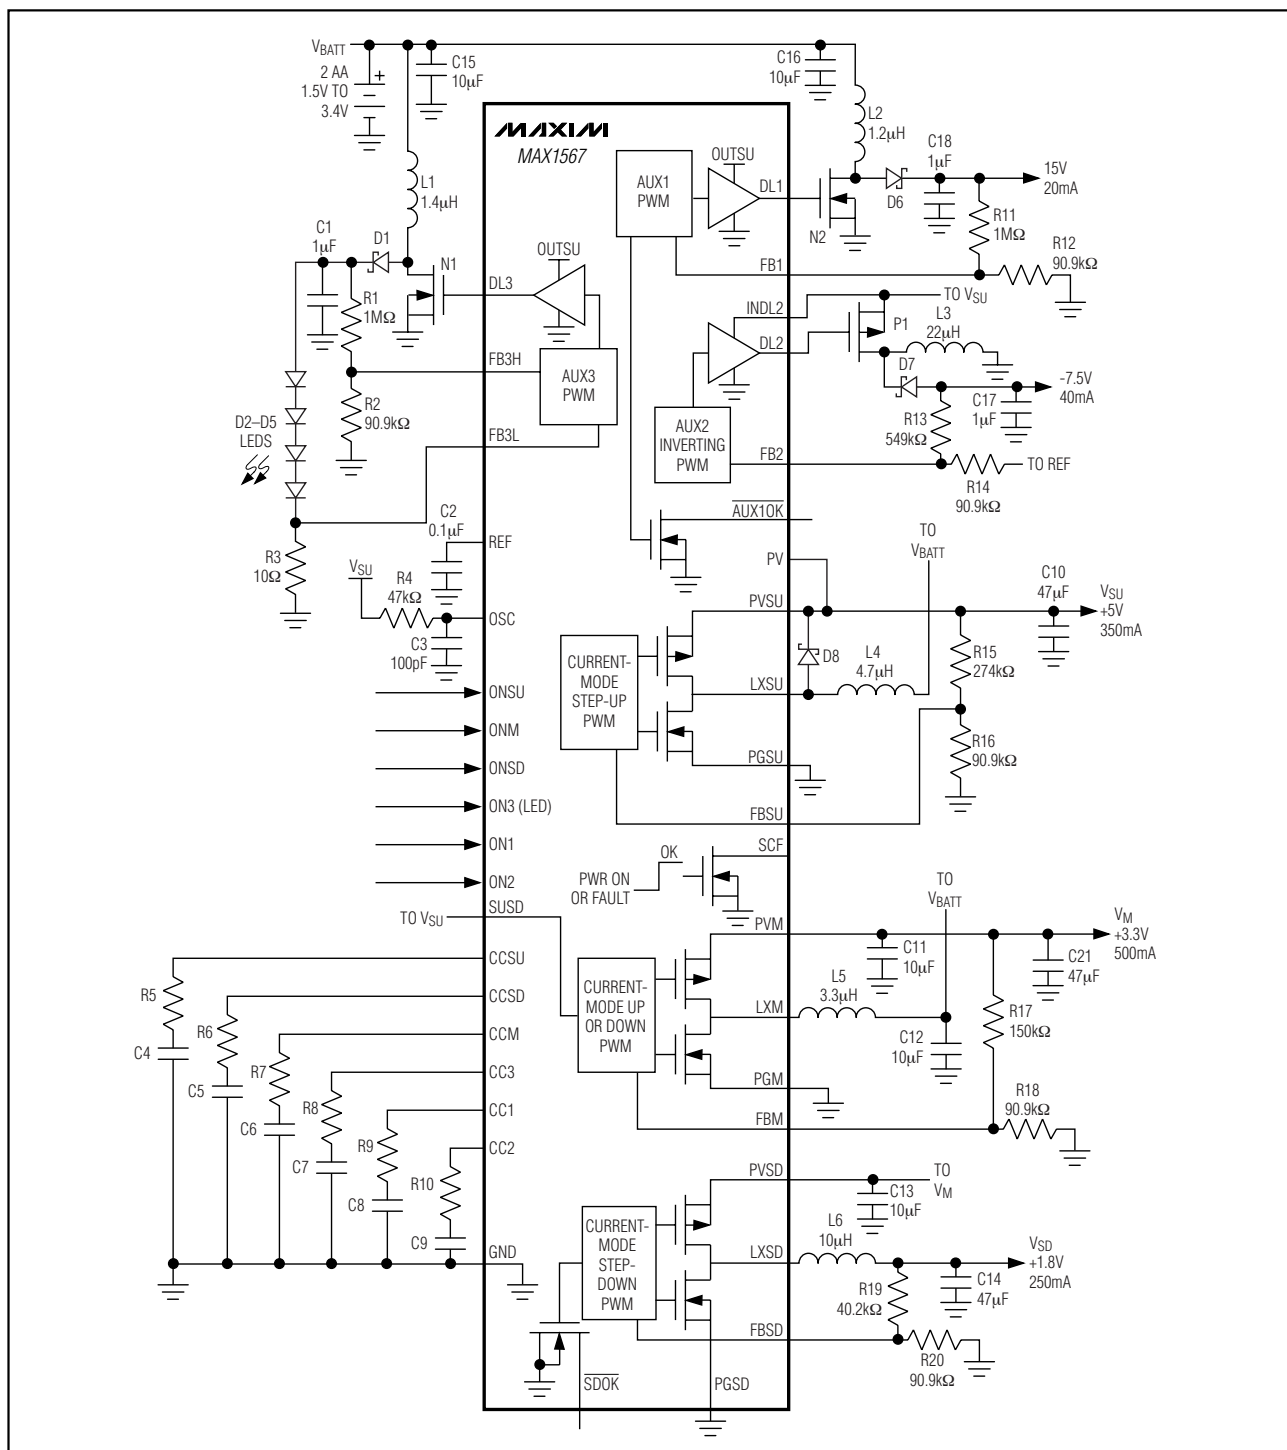 VBATT
2 AA
1.5V TO
3.4V
+
C15
10μF
C16
10μF
L2
1.2μH
MAXIM
MAX1567
L1
1.4μH
C1
1μF
D1
N1
R1
1MΩ
R2
90.9kΩ
D2–D5
LEDS
R3
10Ω
AUX1
PWM
OUTSU
DL1
N2
D6
C18
1μF
15V
20mA
R11
1MΩ
R12
90.9kΩ
FB1
OUTSU
DL3
FB3H
AUX3
PWM
FB3L
INDL2
TO VSU
DL2
P1
L3
22μH
D7
-7.5V
40mA
C17
1μF
R13
549kΩ
AUX2
INVERTING
PWM
FB2
TO REF
R14
90.9kΩ
AUX1OK
C2
0.1μF
REF
VSU
R4
47kΩ
OSC
C3
100pF
PV
TO
VBATT
C10
47μF
VSU
+5V
350mA
PVSU
CURRENT-
MODE
STEP-UP
PWM
D8
L4
4.7μH
LXSU
R15
274kΩ
R16
90.9kΩ
PGSU
FBSU
ONSU
ONM
ONSD
ON3 (LED)
ON1
ON2
SCF
OK
PWR ON
OR FAULT
TO VSU
SUSD
TO
VBATT
PVM
VM
+3.3V
500mA
C11
10μF
C21
47μF
CURRENT-
MODE UP
OR DOWN
PWM
L5
3.3μH
LXM
C12
10μF
R17
150kΩ
PGM
R18
90.9kΩ
FBM
CCSU
CCSD
CCM
CC3
CC1
CC2
R5
C4
R6
C5
R7
C6
R8
C7
R9
C8
R10
C9
GND
PVSD
TO
VM
C13
10μF
CURRENT-
MODE
STEP-
DOWN
PWM
L6
10μH
LXSD
VSD
+1.8V
250mA
R19
40.2kΩ
C14
47μF
FBSD
R20
90.9kΩ
SDOK
PGSD